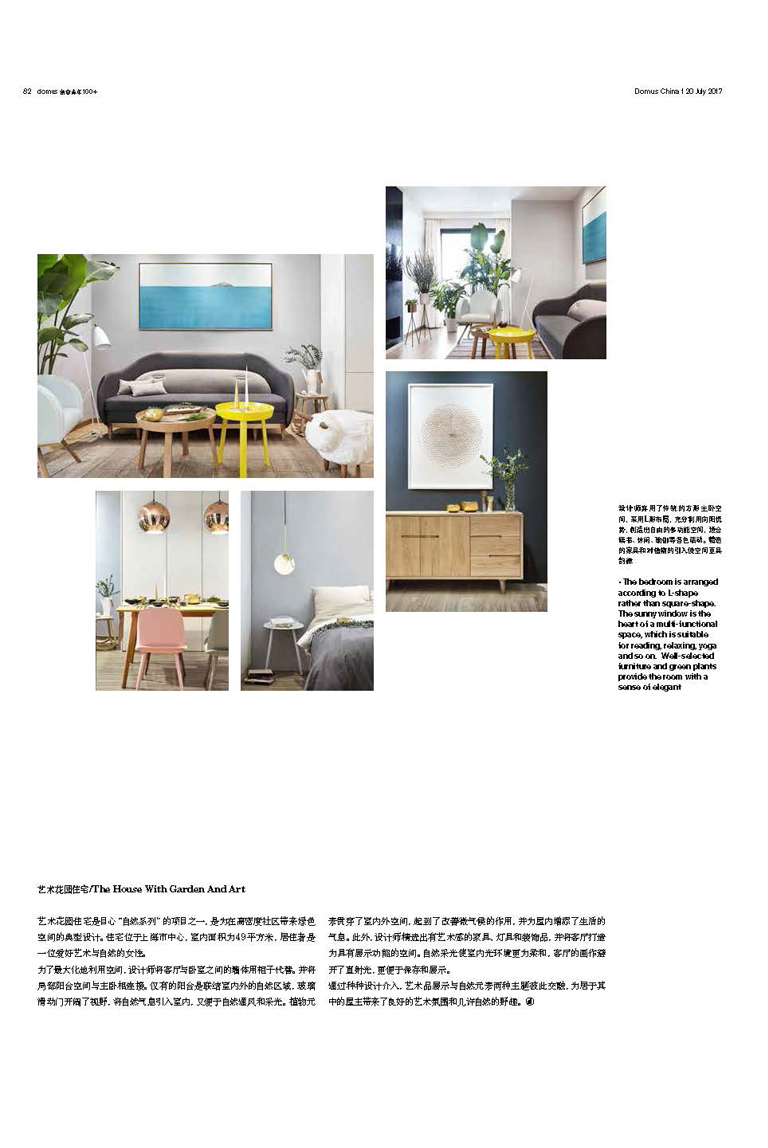 82 domus
100+
Domus China 120 July 2017
设计师弃用了传统的方形主卧空
间，采用L形布局，充分利用向阳优
势，创造出自由的多功能空间，适合
读书、休闲、瑜伽等各色活动。
的家具和对植物的引入使空间更具
韵律
· The bedroom is arranged
according to L-shape
rather than square-shape.
The sunny window is the
heart of a multi-functional
space, which is suitable
for reading, relaxing, yoga
and so on. Well-selected
furniture and green plants
provide the room with a
sense of elegant
艺术花园住宅/The House With Garden And Art
艺术花园住宅是目心“自然系列”的项目之一，是为在高密度社区带来绿色
空间的典型设计。住宅位于上海市中心，室内面积为49平方米，居住者是
一位爱好艺术与自然的女性。
为了最大化地利用空间，设计师将客厅与卧室之间的墙体用柜子代替。并将
局部阳台空间与主卧相连接。仅有的阳台是联结室内外的自然区域，玻璃
滑动门开阔了视野，将自然气息引入室内，又便于自然通风和采光。植物元
素贯穿了室内外空间，起到了改善微气候的作用，并为屋内增添了生活的
气息。此外，设计师精选出有艺术感的家具、灯具和装饰品，并将客厅打造
为具有展示功能的空间。自然采光使室内光环境更为柔和，客厅的画作避
开了直射光，更便于保存和展示。
通过种种设计介入，艺术品展示与自然元素两种主题彼此交融，为居于其
中的屋主带来了良好的艺术氛围和几许自然的野趣。